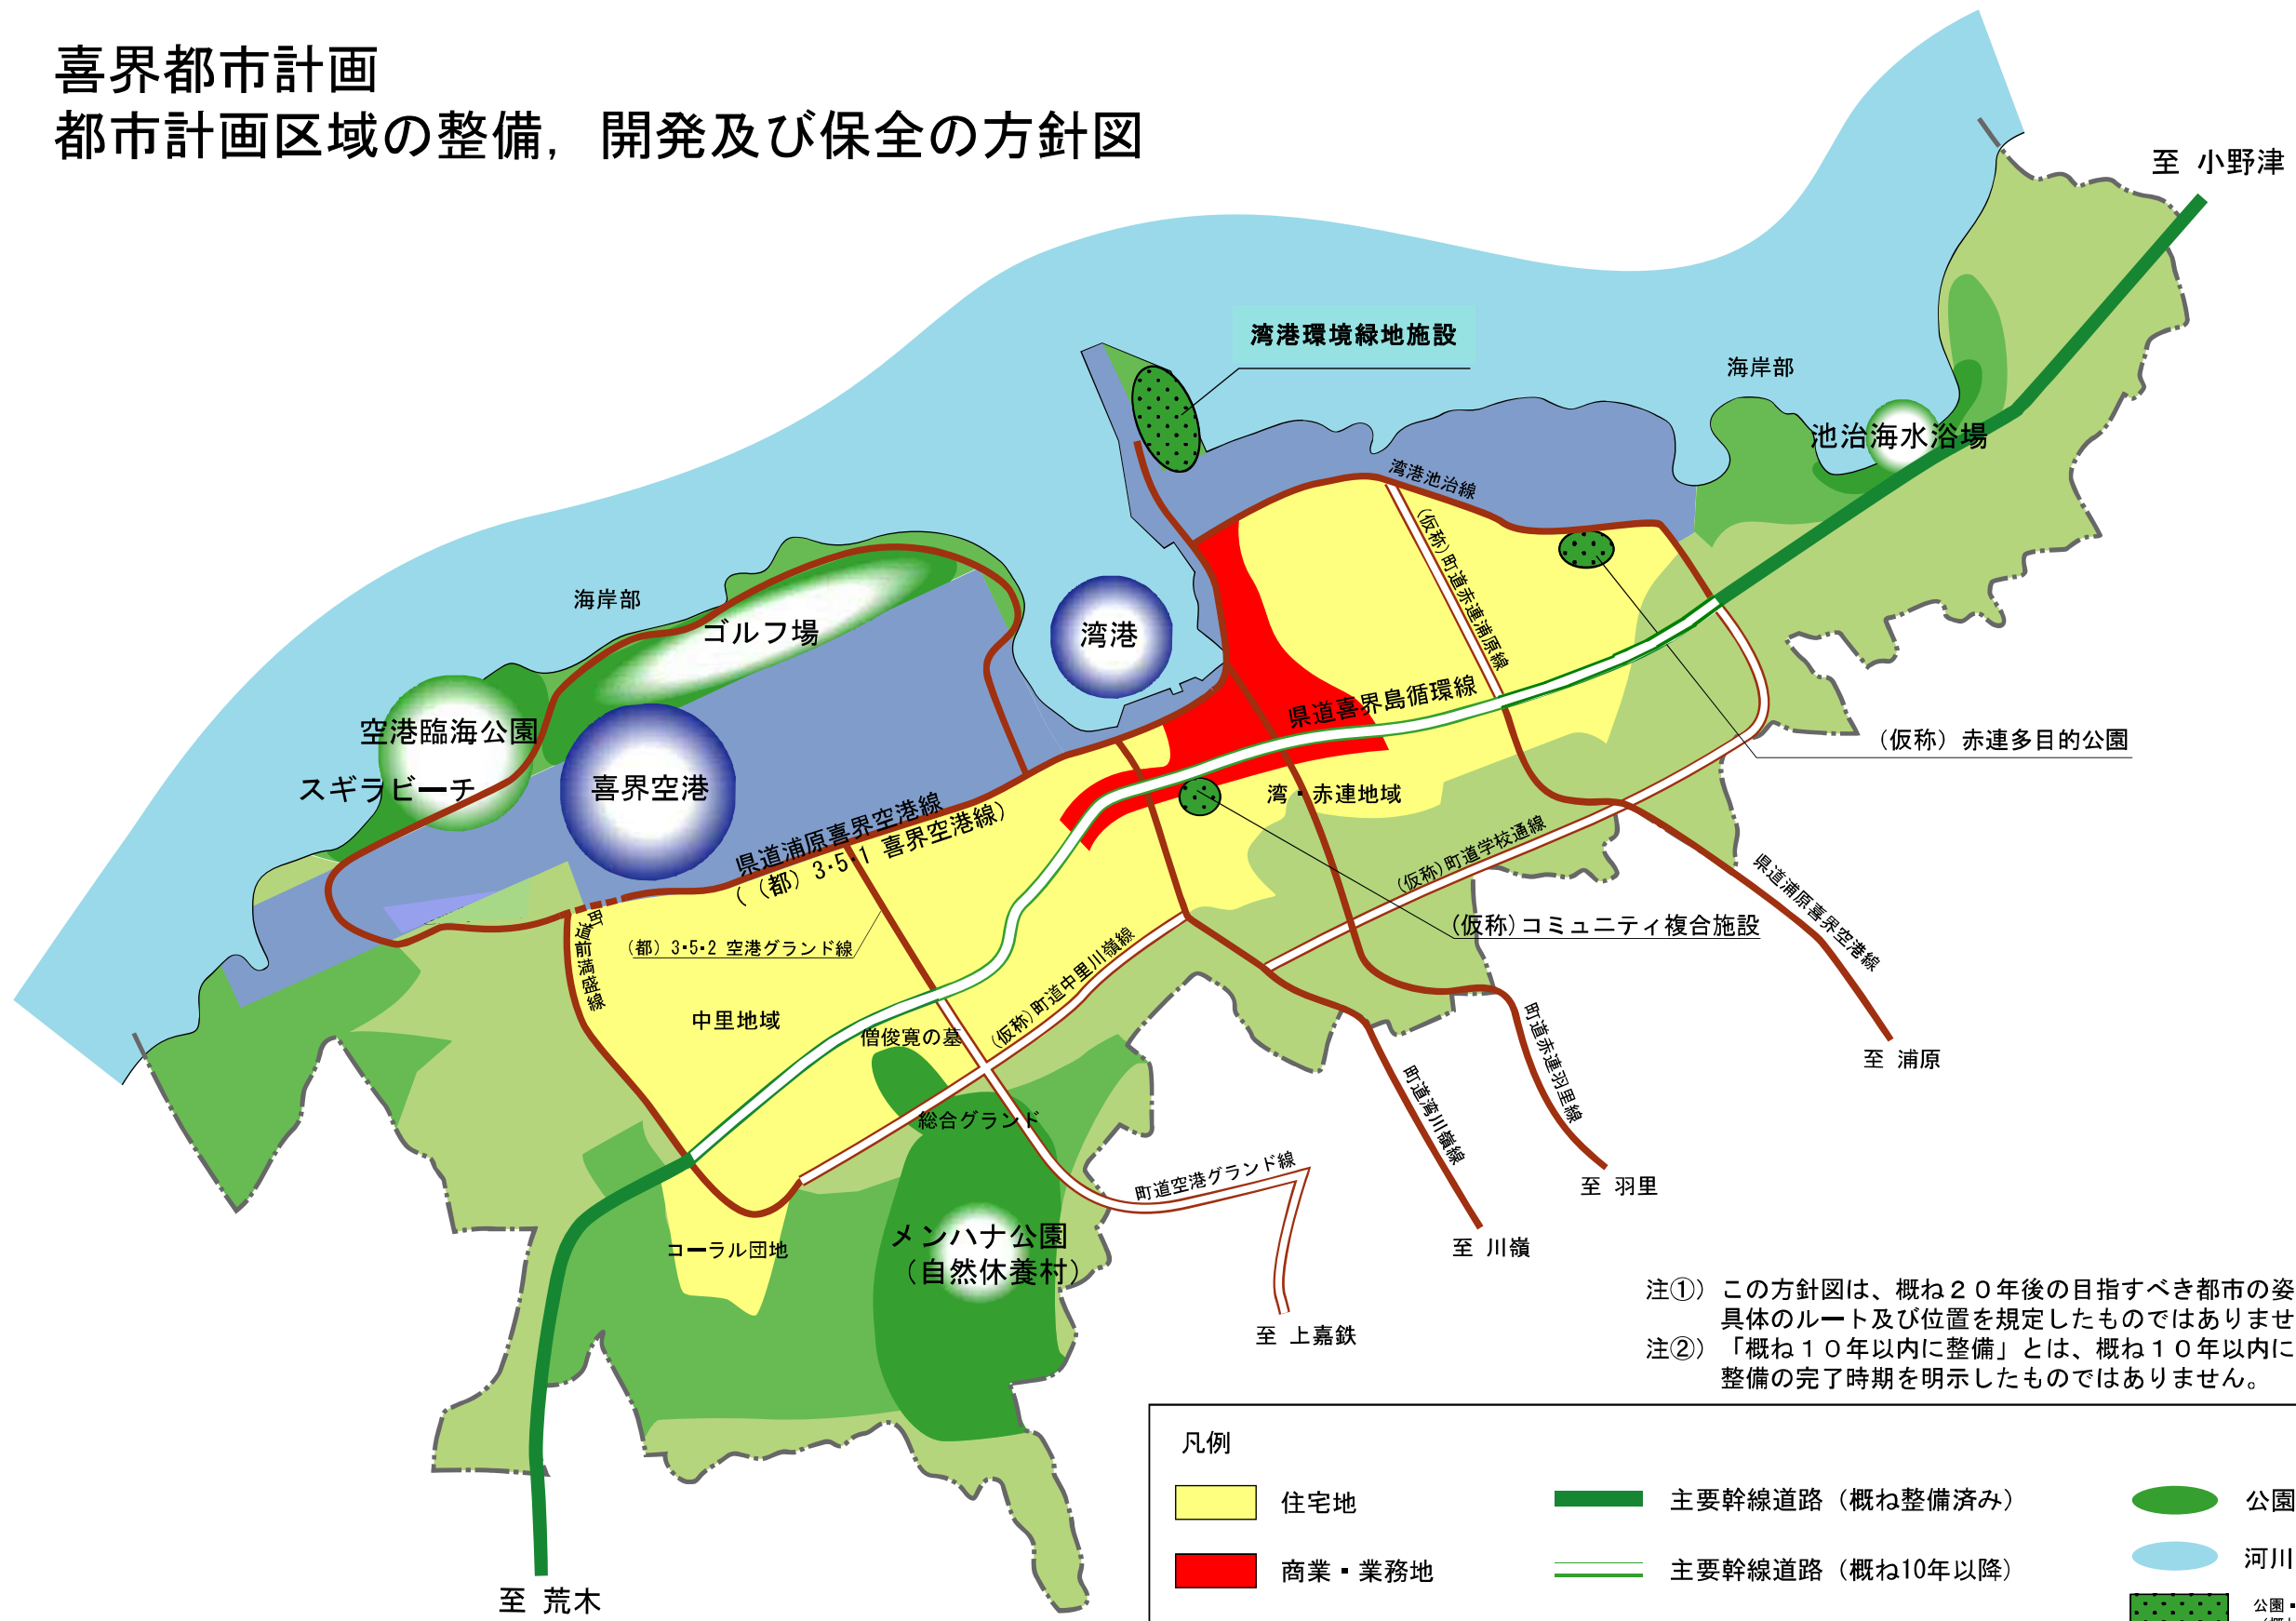 喜界都市計画
都市計画区域の整備，開発及び保全の方針図
至 小野津
湾港環境緑地施設
海岸部
池治海水浴場
湾港池治線
(仮称)町道赤連浦原線
海岸部
ゴルフ場
湾港
空港臨海公園
スギラビーチ
喜界空港
県道喜界島循環線
(仮称) 赤連多目的公園
湾・赤連地域
県道浦原喜界空港線
(（都）3・5・1 喜界空港線)
(仮称)町道学校通線
県道浦原喜界空港線
(仮称)コミュニティ複合施設
町道前満盛線
（都）3・5・2 空港グランド線
中里地域
僧俊寛の墓
(仮称)町道中里川嶺線
総合グランド
町道湾川嶺線
町道赤連羽里線
至 浦原
至 羽里
町道空港グランド線
至 川嶺
コーラル団地
メンハナ公園
（自然休養村）
至 上嘉鉄
注①）この方針図は、概ね２０年後の目指すべき都市の姿
具体のルート及び位置を規定したものではありませ
注②）「概ね１０年以内に整備」とは、概ね１０年以内に
整備の完了時期を明示したものではありません。
凡例
住宅地
主要幹線道路（概ね整備済み）
公園
商業・業務地
主要幹線道路（概ね10年以降）
河川
公園・
至 荒木